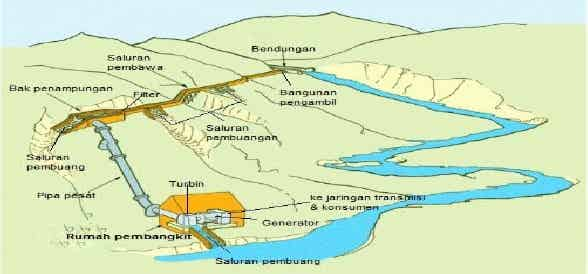 Bendungan
Saluran
pembawa
Bak penampungan
Filter
Bangunan
pengambil
Saluran
pembuangan
Saluran
pembuang
Pipa pesat
Turbin
ke jaringan transmisi
& konsumen
Generator
Rumah pembangkit
Saluran pembuang